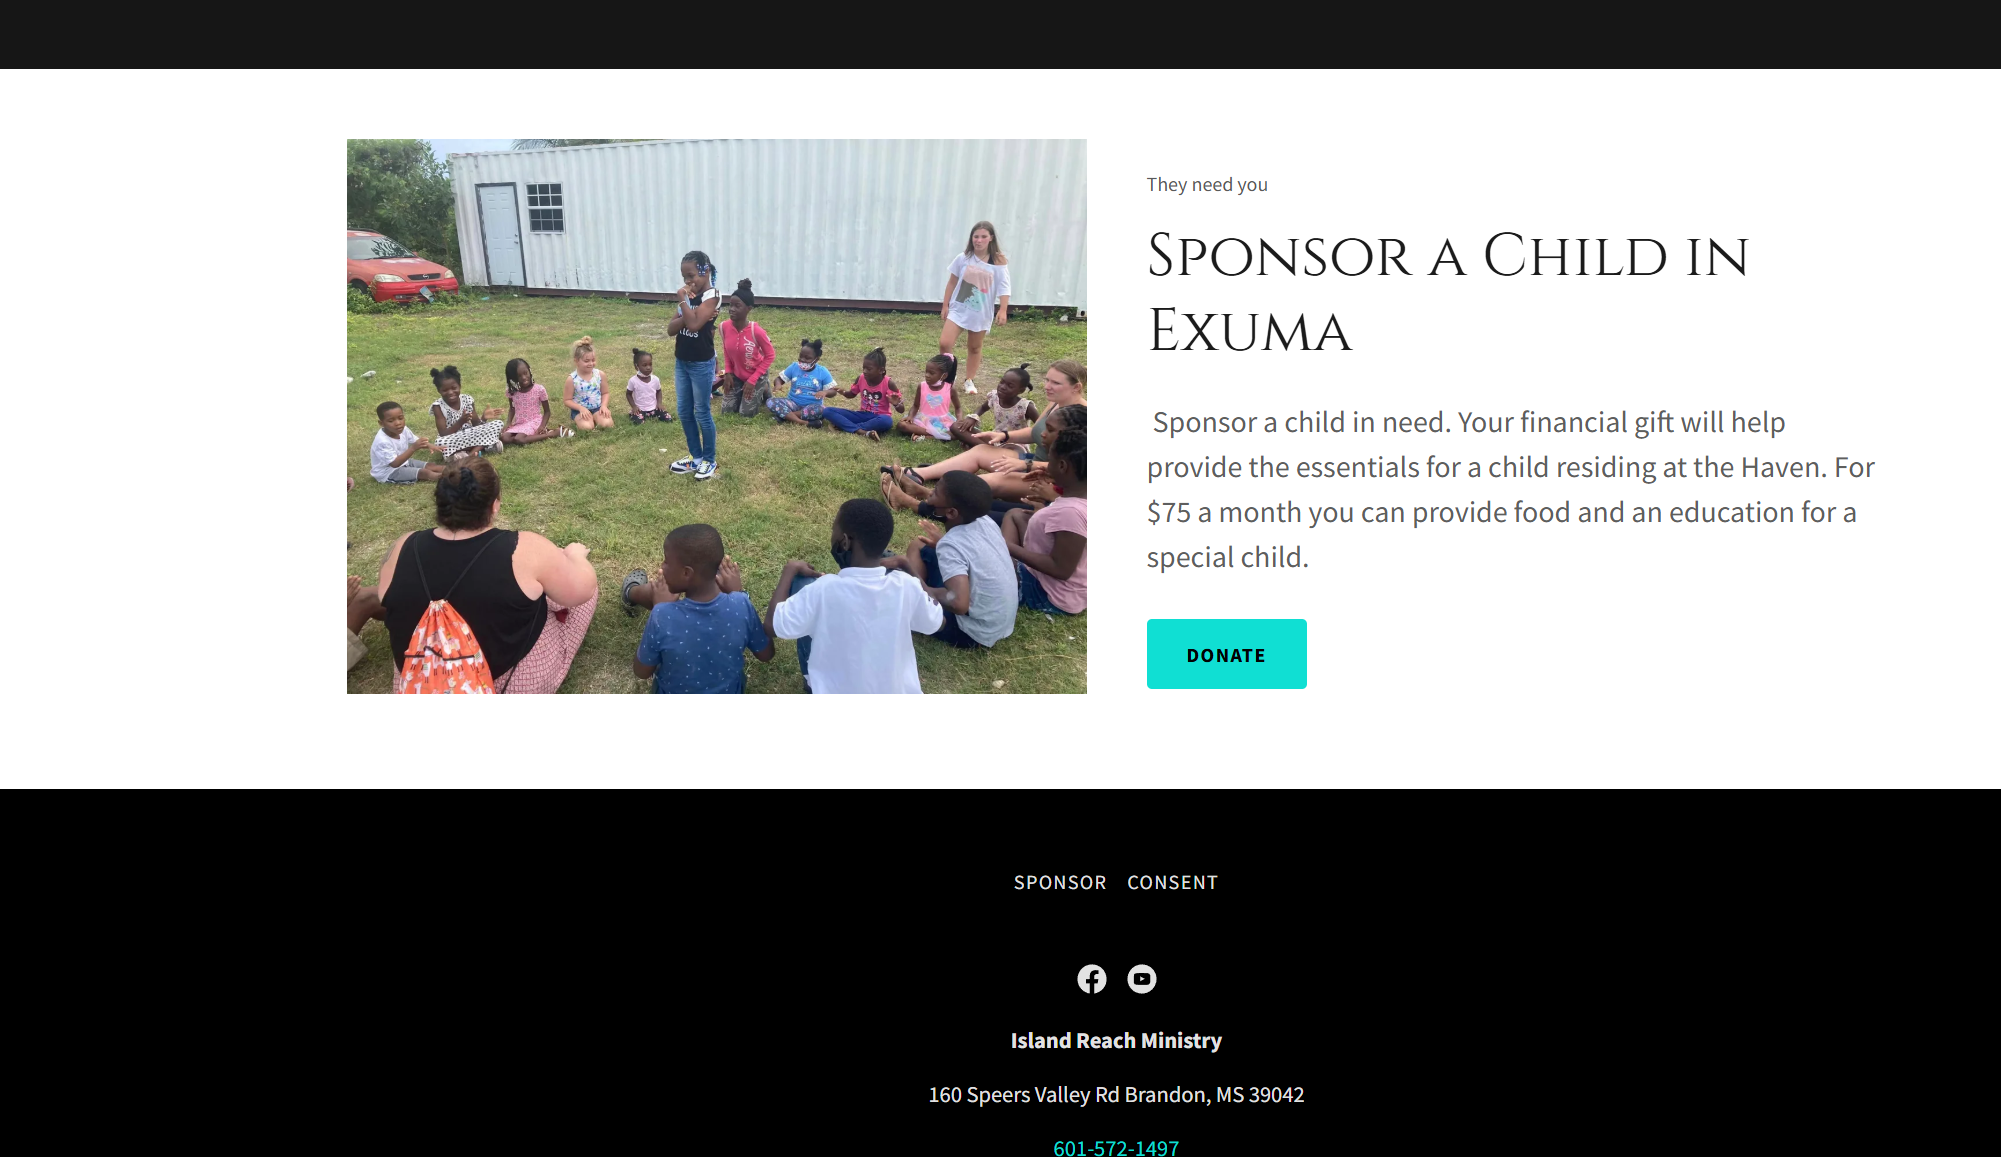 They need you
Sponsor a Child in
Exuma
Sponsor a child in need. Your financial gift will help
provide the essentials for a child residing at the Haven. For
$75 a month you can provide food and an education for a
special child.
DONATE
SPONSOR CONSENT
Island Reach Ministry
160 Speers Valley Rd Brandon, MS 39042
601-572-1497